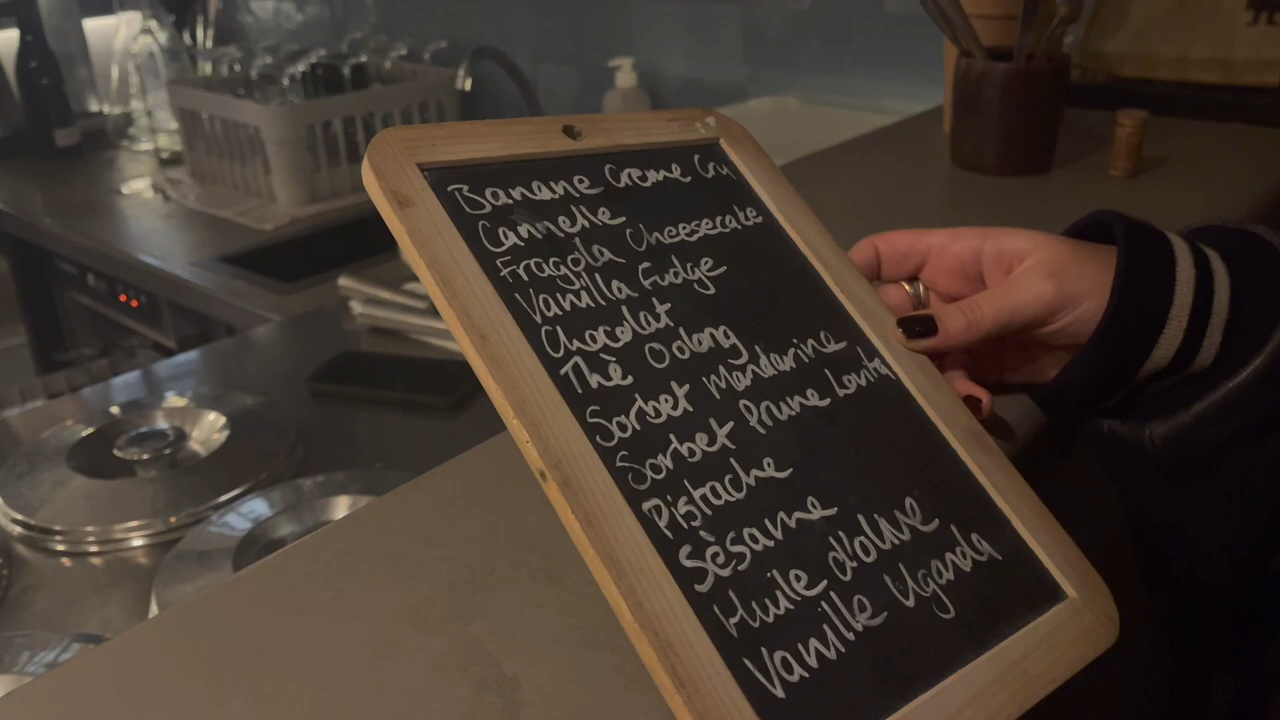 Banane Creme Cru
Cannelle
Fragola Cheesecake
Vanilla Fudge
Chocolat
Thè Oolong
Sorbet Mandarine
Sorbet Prune Lovita
Pistache
Sèsame
Huile d'olive
Vanille Uganda